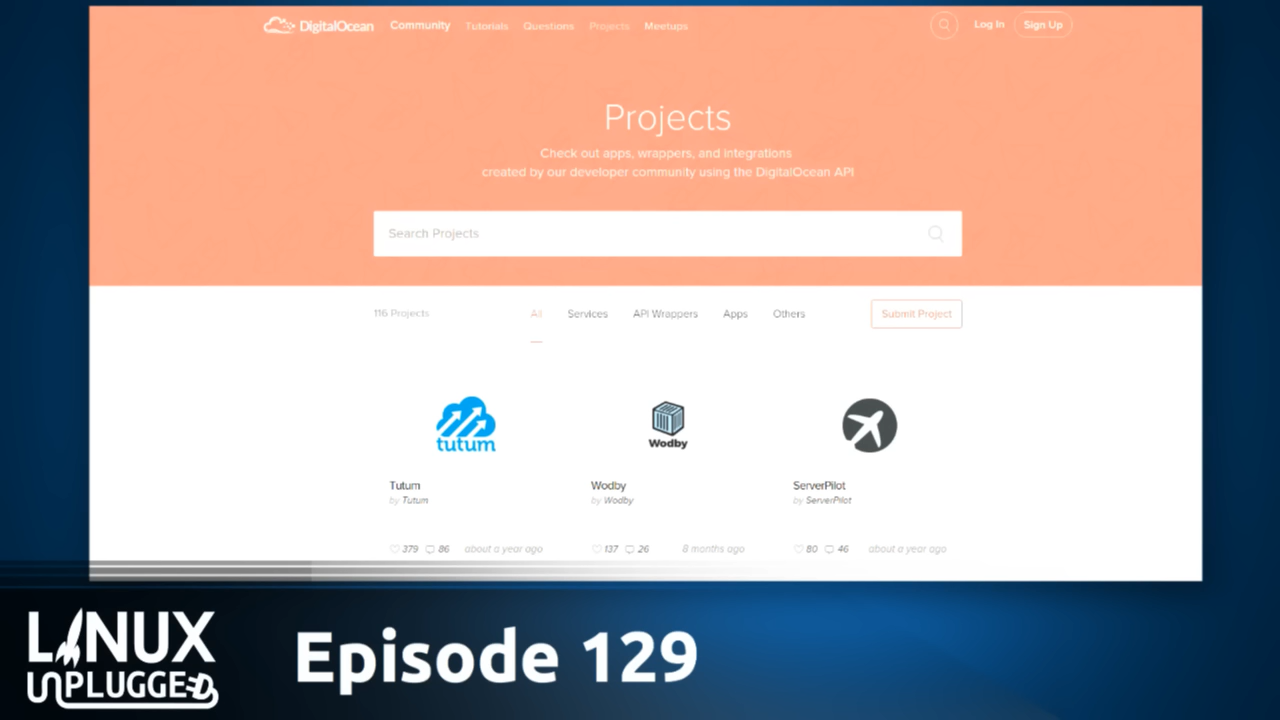 DigitalOcean Community Tutorials Questions Projects Meetups Log In Sign Up
Projects
Check out apps, wrappers, and integrations
created by our developer community using the DigitalOcean API
Search Projects
116 Projects All Services API Wrappers Apps Others Submit Project
tutum Wodby
Tutum Wodby ServerPilot
by Tutum by Wodby by ServerPilot
379 86 about a year ago 137 26 8 months ago 80 46 about a year ago
LINUX
UNPLUGGED
Episode 129